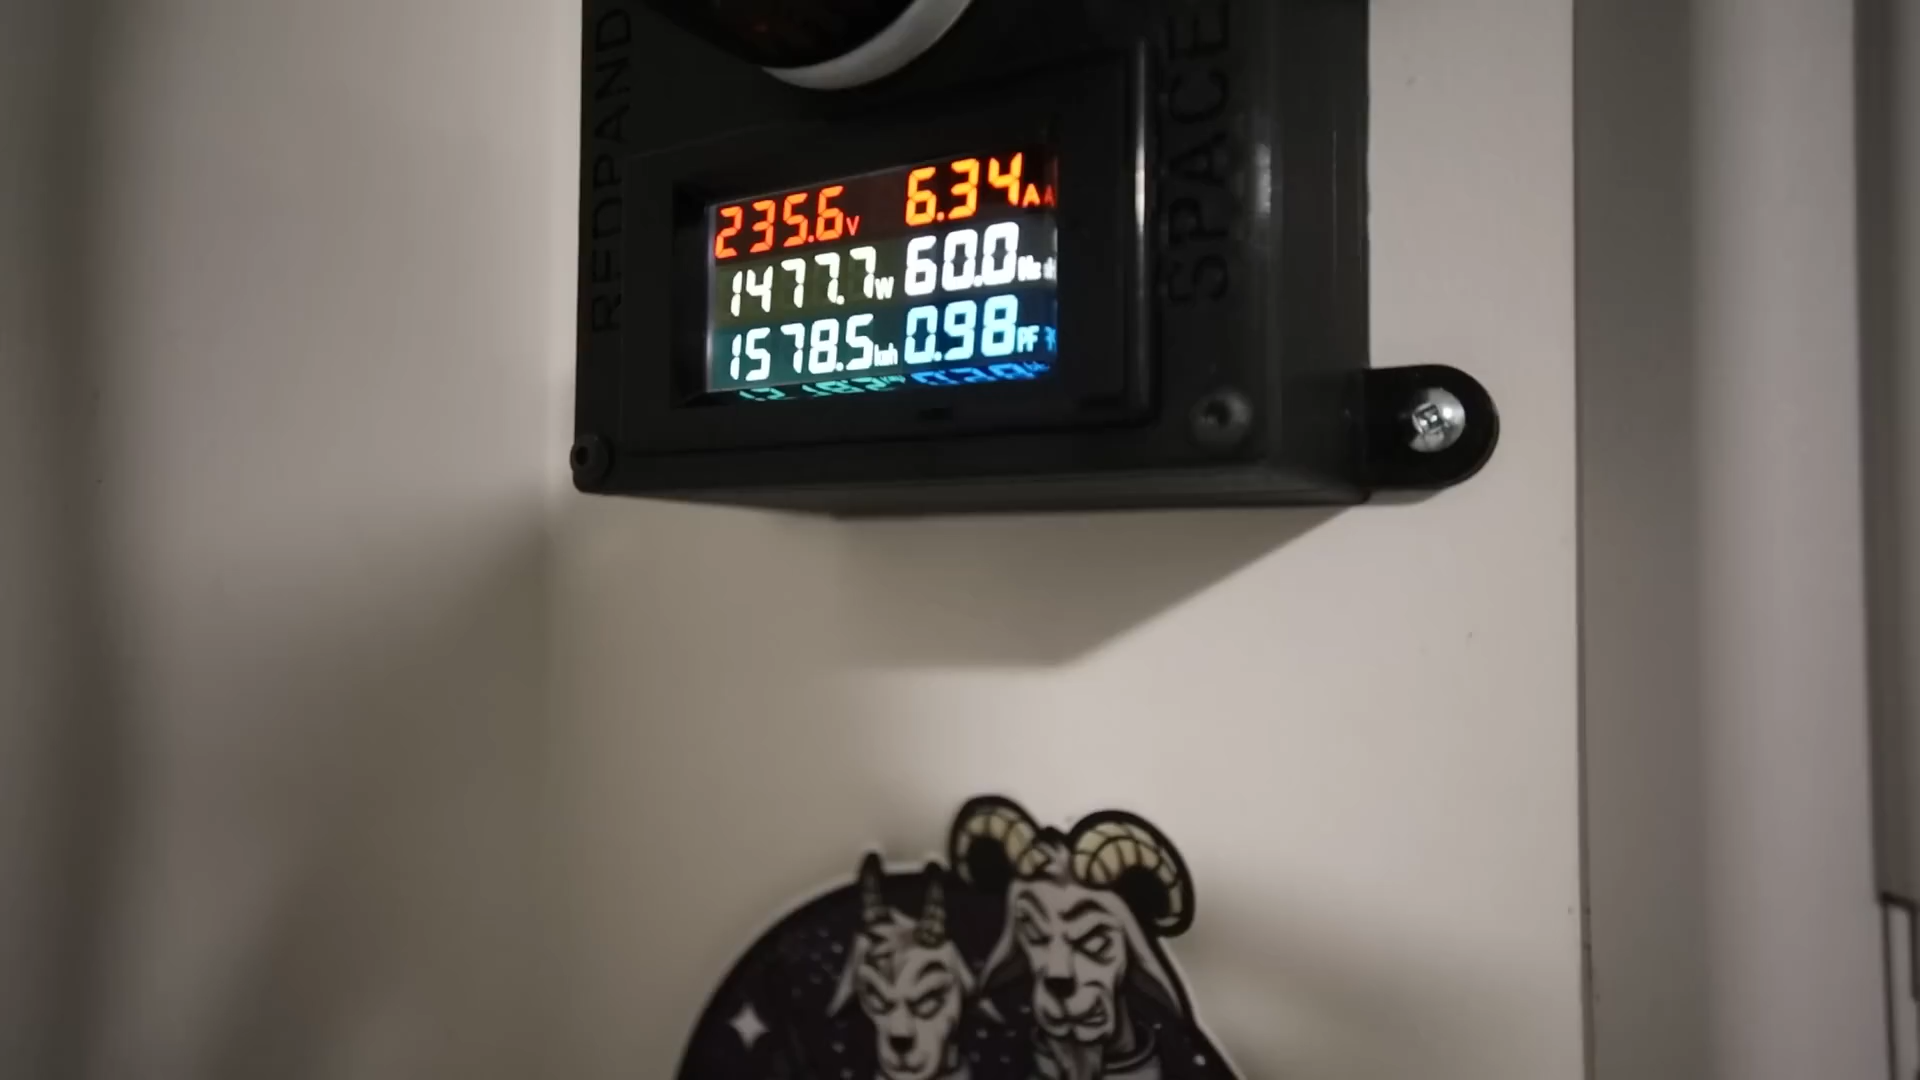 REDPAND
SPACE
235.6V 6.34A
1477.7W 60.0Hz
1578.5kwh 0.98PF